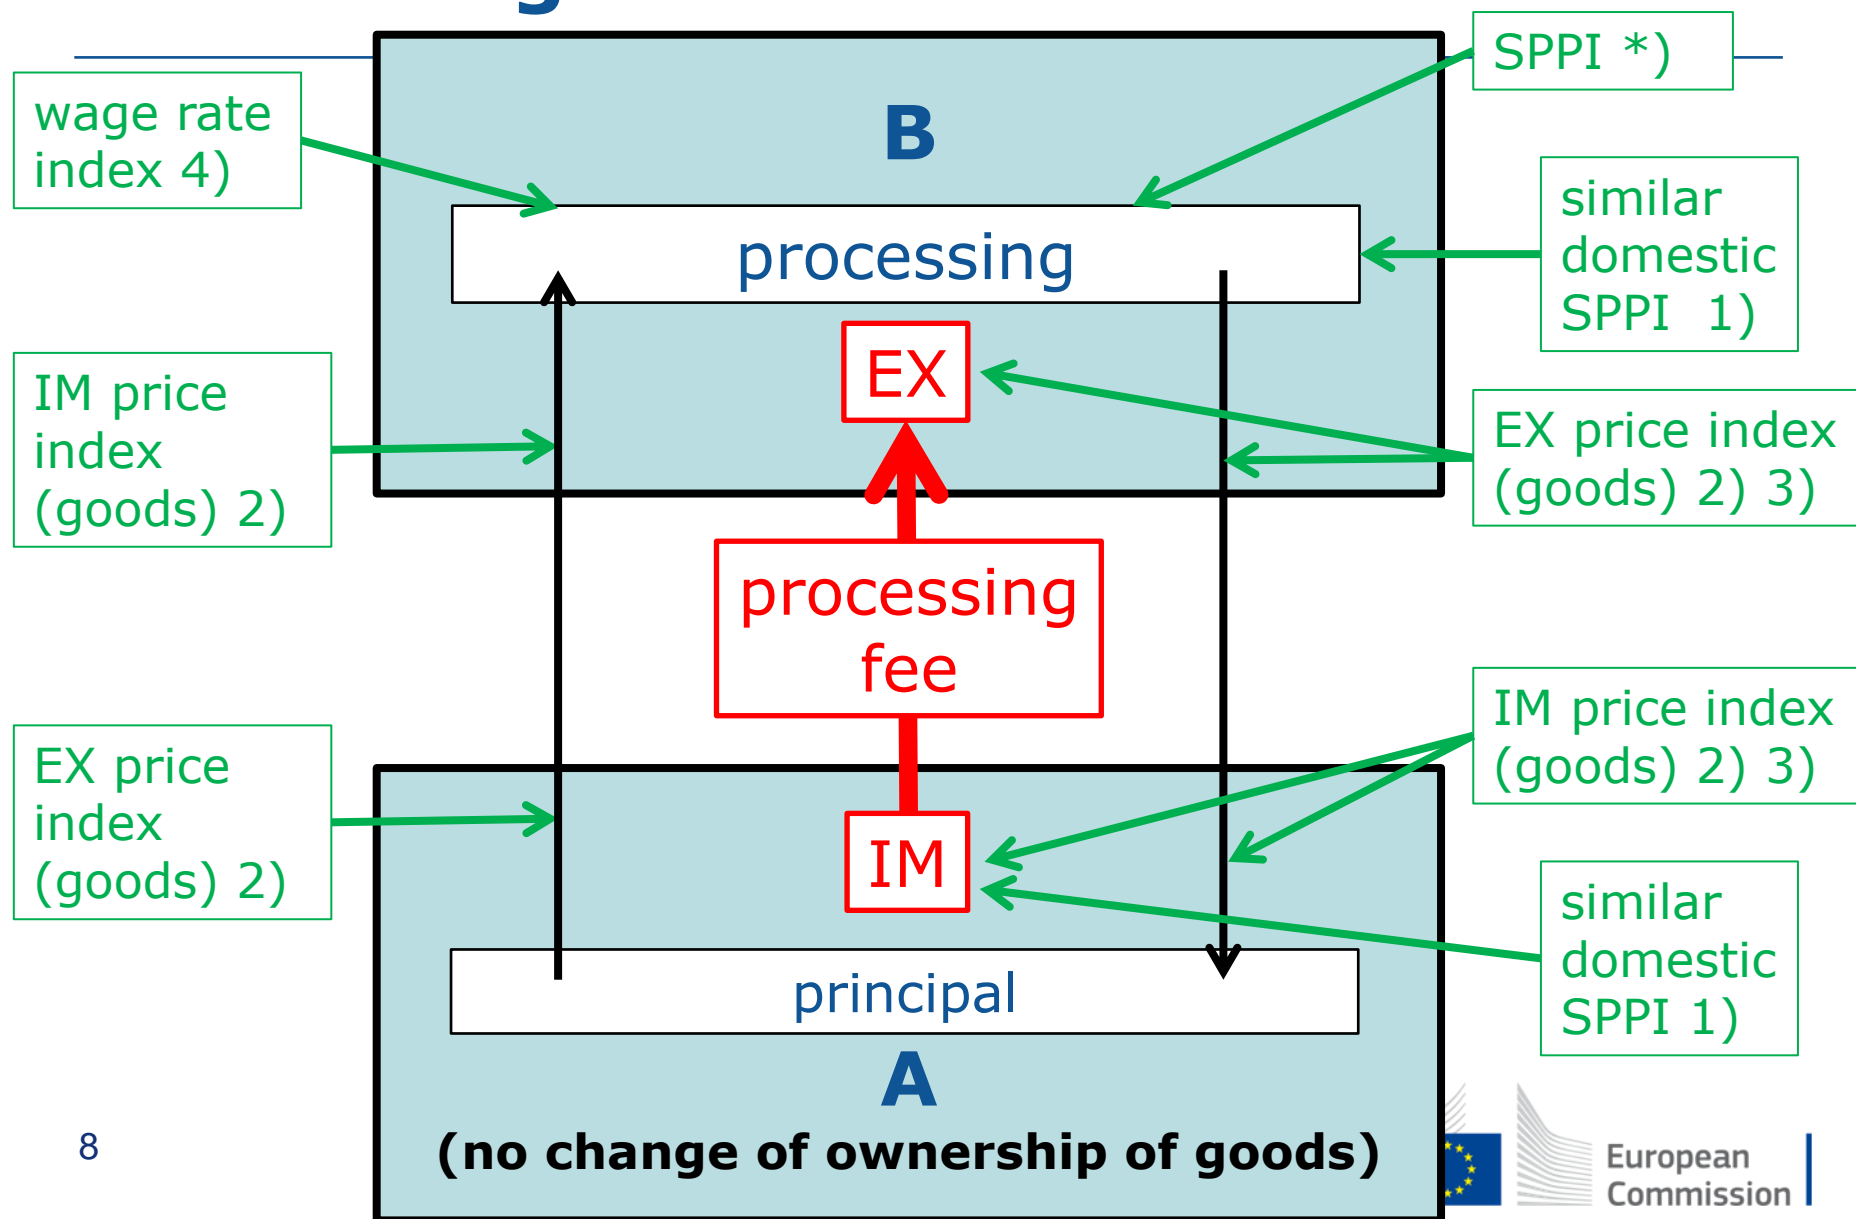 SPPI *)
wage rate
index 4)
B
similar
domestic
SPPI 1)
processing
IM price
index
(goods) 2)
EX
EX price index
(goods) 2) 3)
processing
fee
EX price
index
(goods) 2)
IM price index
(goods) 2) 3)
IM
similar
domestic
SPPI 1)
principal
A
(no change of ownership of goods)
8
European
Commission